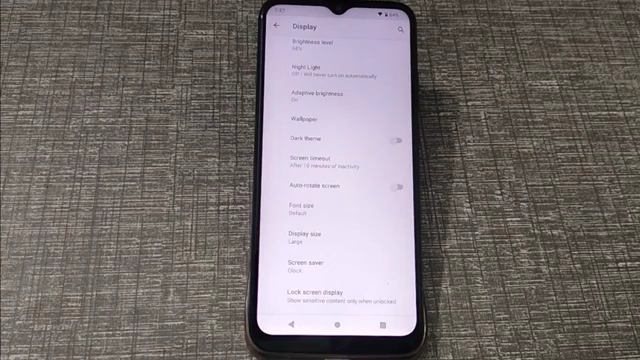 Display
Brightness level
Night Light
Off / Will never turn on automatically
Adaptive brightness
On
Wallpaper
Dark theme
Screen timeout
After 10 minutes of inactivity
Auto-rotate screen
Font size
Default
Display size
Large
Screen saver
Clock
Lock screen display
Show sensitive content only when unlocked